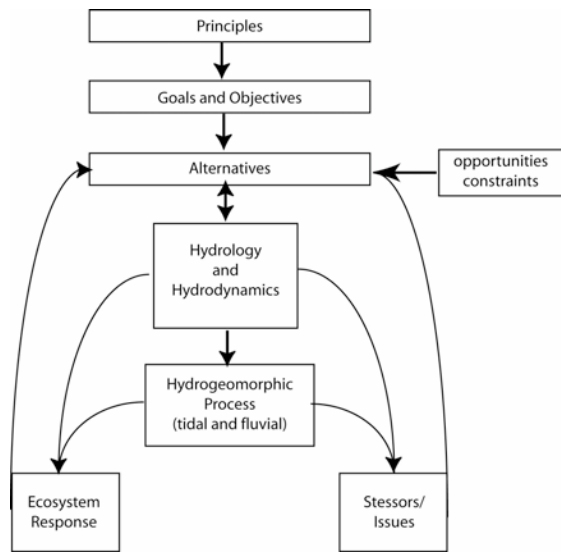 Principles
Goals and Objectives
Alternatives
opportunities
constraints
Hydrology
and
Hydrodynamics
Hydrogeomorphic
Process
(tidal and fluvial)
Ecosystem
Response
Stessors/
Issues